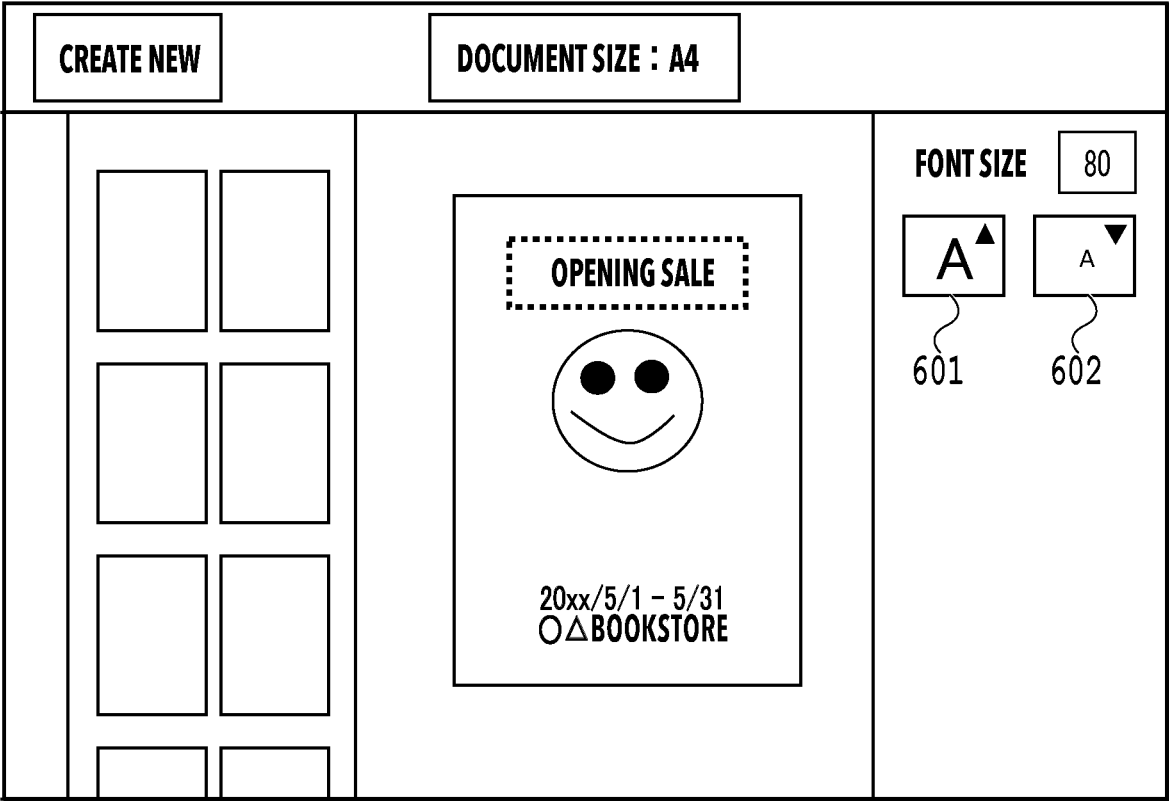 CREATE NEW
DOCUMENT SIZE : A4
FONT SIZE 80
A▲ A▼
601 602
OPENING SALE
20xx/5/1 - 5/31
○△BOOKSTORE